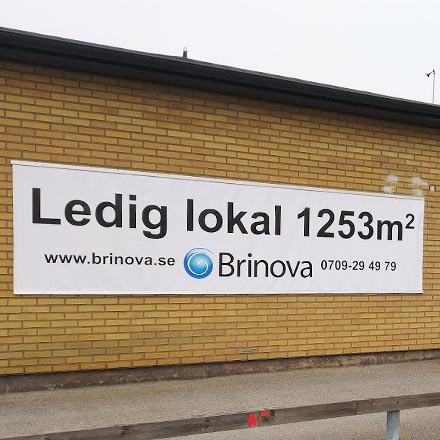 Ledig lokal 1253m²
www.brinova.se Brinova 0709-29 49 79